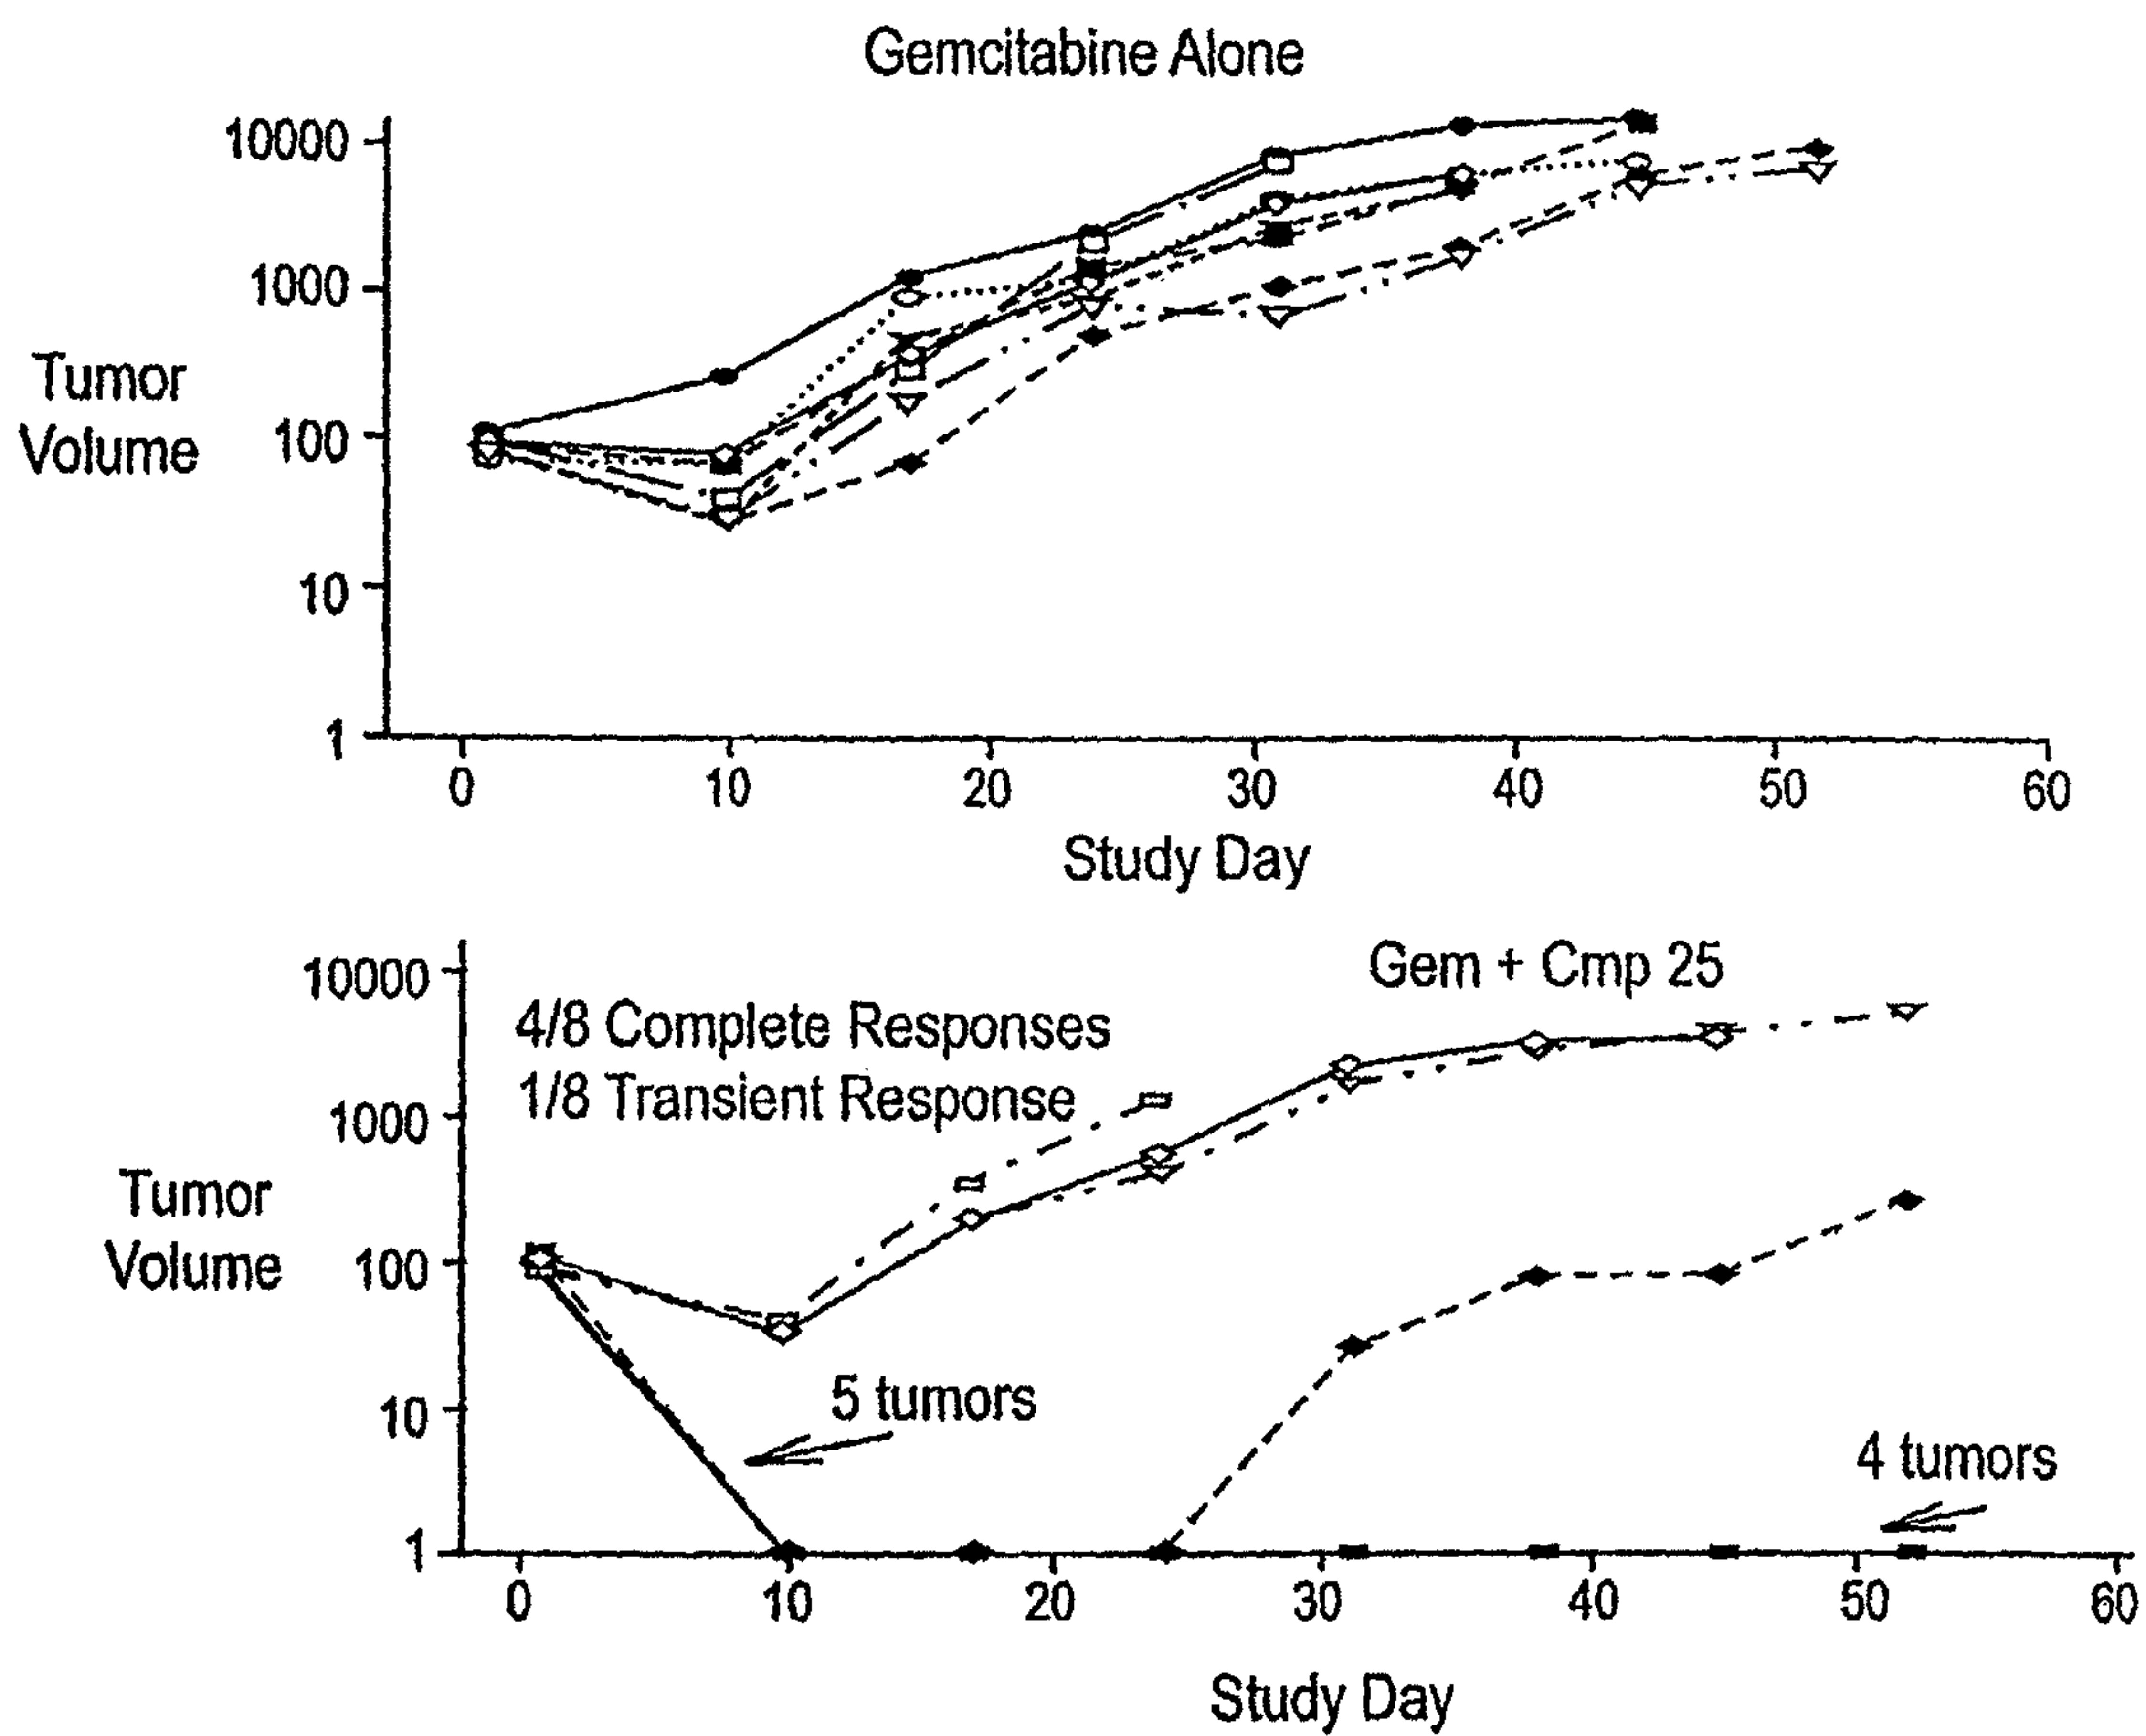 Gemcitabine Alone
10000
1000
100
10
1
Tumor
Volume
0 10 20 30 40 50 60
Study Day
Gem + Cmp 25
4/8 Complete Responses
1/8 Transient Response
10000
1000
100
10
1
Tumor
Volume
5 tumors
4 tumors
0 10 20 30 40 50 60
Study Day